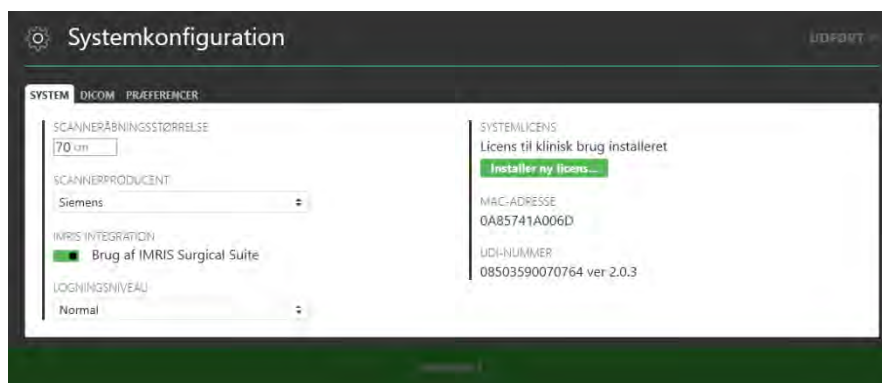 Systemkonfiguration
UDFØRT
SYSTEM DICOM PRÆFERENCER
SCANNERÅBNINGSSTØRRELSE
70 cm
SCANNERPRODUCENT
Siemens
IMRIS INTEGRATION
Brug af IMRIS Surgical Suite
LOGNINGSNIVEAU
Normal
SYSTEMLICENS
Licens til klinisk brug installeret
Installer ny licens...
MAC-ADRESSE
0A85741A006D
UDI-NUMMER
08503590070764 ver 2.0.3